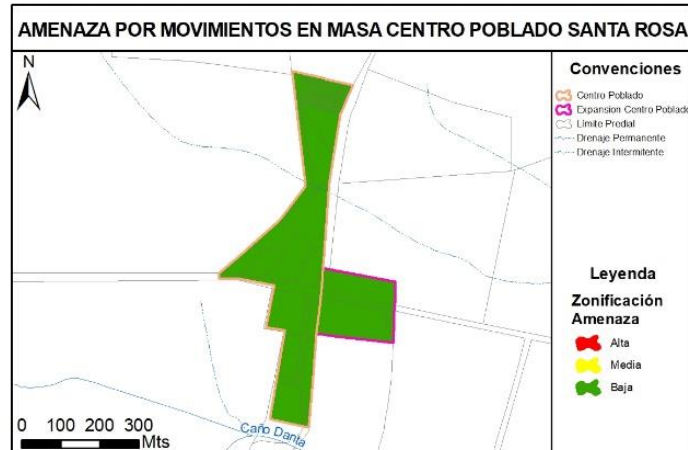 AMENAZA POR MOVIMIENTOS EN MASA CENTRO POBLADO SANTA ROSA
N
Convenciones
Centro Poblado
Expansion Centro Poblado
Limite Predial
Drenaje Permanente
Drenaje Intermitente
Leyenda
Zonificación
Amenaza
Alta
Media
Baja
Caño Danta
0 100 200 300
Mts